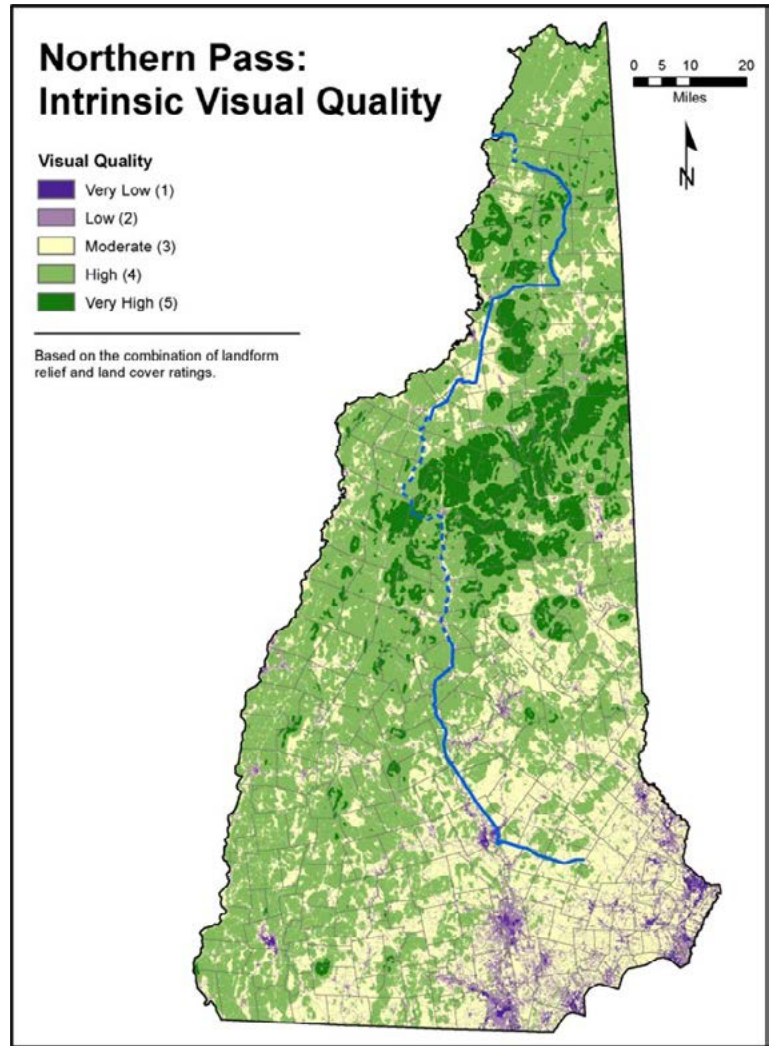 Northern Pass:
Intrinsic Visual Quality
0 5 10 20
Miles
N
Visual Quality
Very Low (1)
Low (2)
Moderate (3)
High (4)
Very High (5)
Based on the combination of landform
relief and land cover ratings.